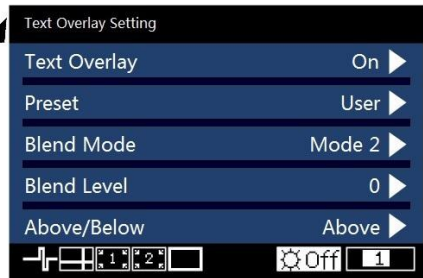 Text Overlay Setting
Text Overlay On
Preset User
Blend Mode Mode 2
Blend Level 0
Above/Below Above
1 2 Off 1